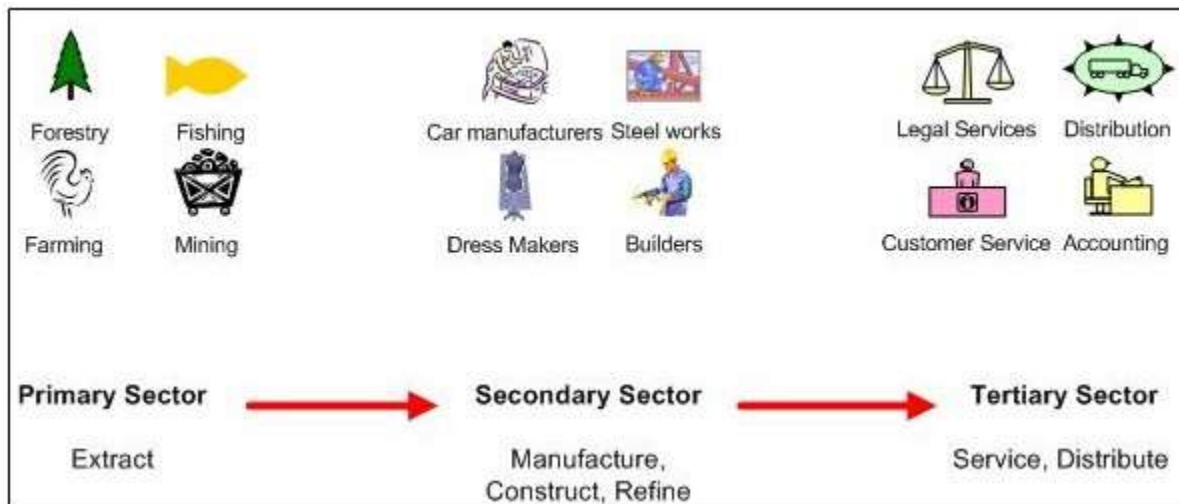 Forestry
Fishing
Car manufacturers
Steel works
Legal Services
Distribution
Farming
Mining
Dress Makers
Builders
Customer Service
Accounting
Primary Sector
Secondary Sector
Tertiary Sector
Extract
Manufacture,
Construct, Refine
Service, Distribute